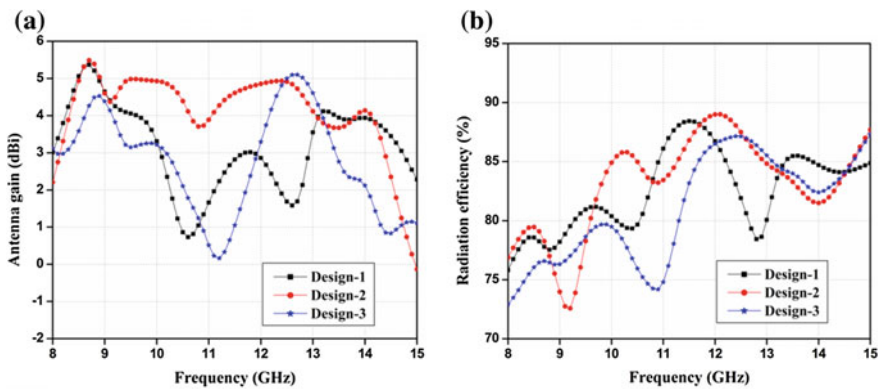 (a)
Antenna gain (dBi)
6
5
4
3
2
1
0
-1
-2
8 9 10 11 12 13 14 15
Frequency (GHz)
Design-1
Design-2
Design-3
(b)
Radiation efficiency (%)
95
90
85
80
75
70
8 9 10 11 12 13 14 15
Frequency (GHz)
Design-1
Design-2
Design-3